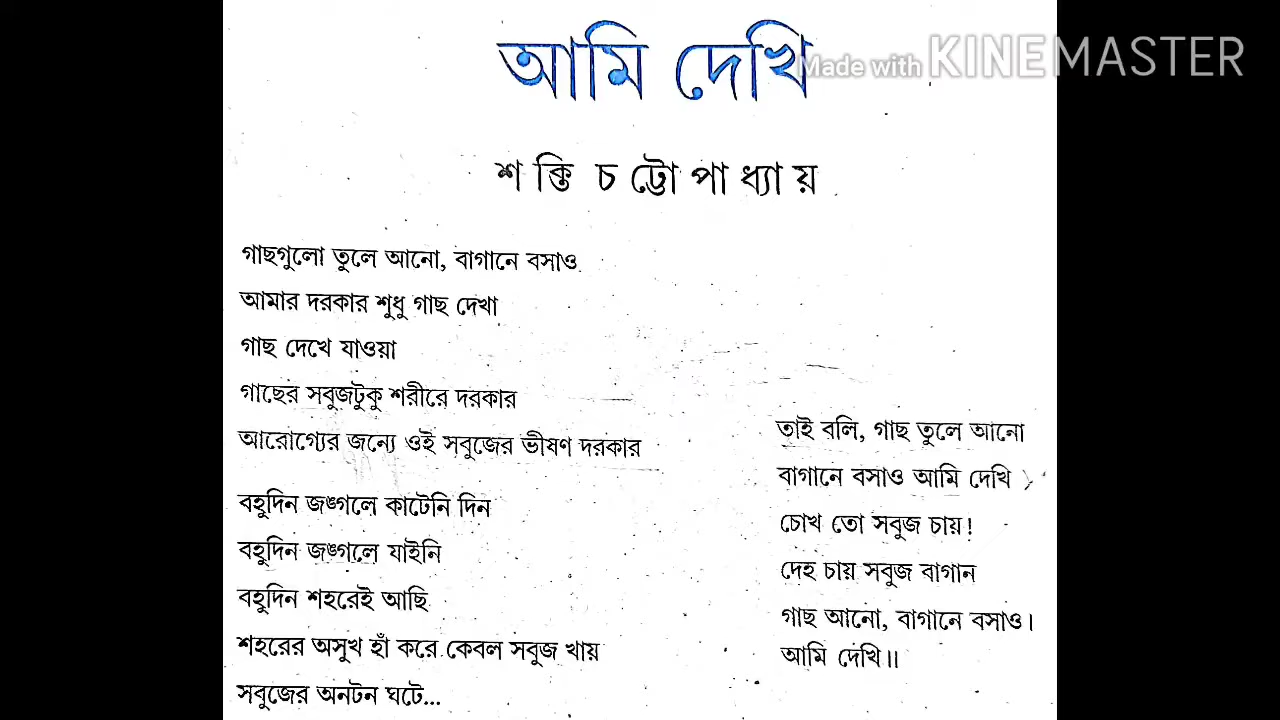 আমি দেখি
Made with KINEMASTER
শক্তি চট্টোপাধ্যায়
গাছগুলো তুলে আনো, বাগানে বসাও
আমার দরকার শুধু গাছ দেখা
গাছ দেখে যাওয়া
গাছের সবুজটুকু শরীরে দরকার
আরোগ্যের জন্যে ওই সবুজের ভীষণ দরকার
বহুদিন জঙ্গলে কাটেনি দিন
বহুদিন জঙ্গলে যাইনি
বহুদিন শহরেই আছি
শহরের অসুখ হাঁ করে কেবল সবুজ খায়
সবুজের অনটন ঘটে...
তাই বলি, গাছ তুলে আনো
বাগানে বসাও আমি দেখি
চোখ তো সবুজ চায়!
দেহ চায় সবুজ বাগান
গাছ আনো, বাগানে বসাও।
আমি দেখি॥